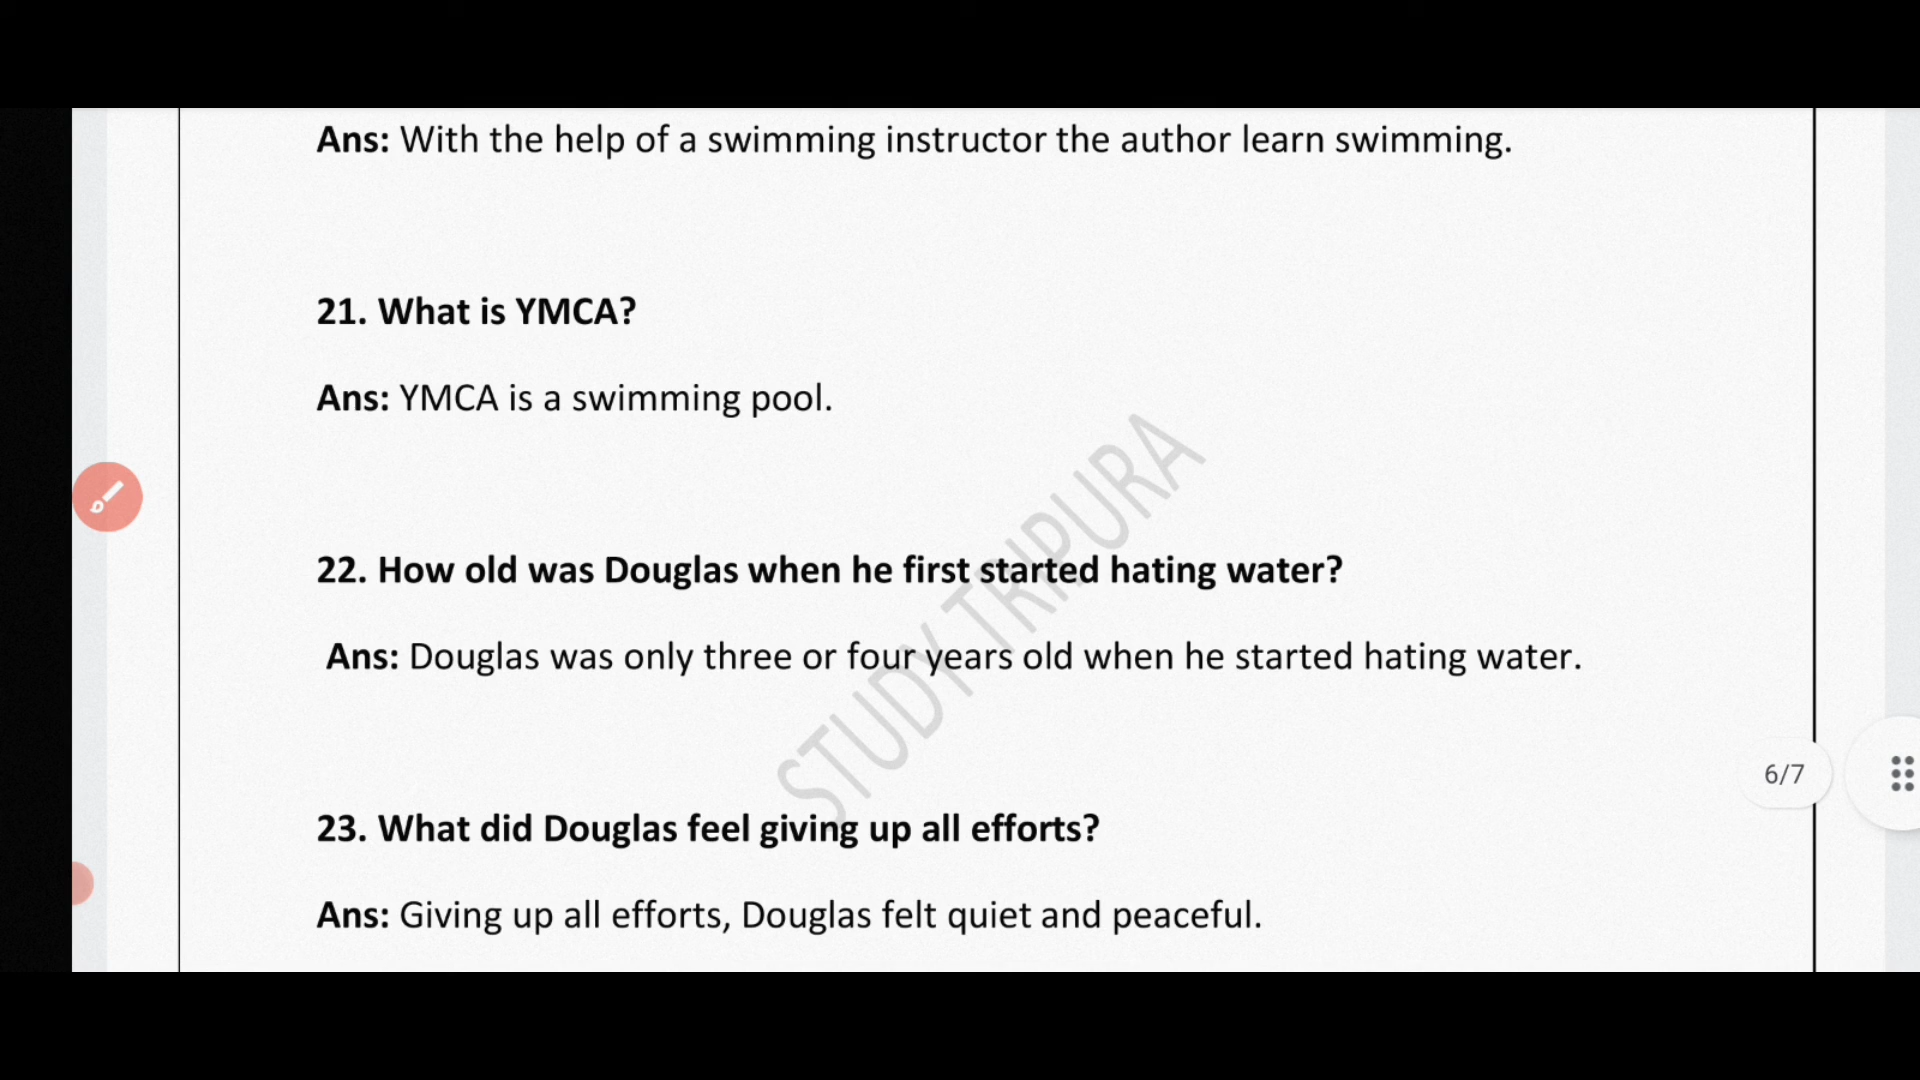 Ans: With the help of a swimming instructor the author learn swimming.
21. What is YMCA?
Ans: YMCA is a swimming pool.
22. How old was Douglas when he first started hating water?
Ans: Douglas was only three or four years old when he started hating water.
23. What did Douglas feel giving up all efforts?
Ans: Giving up all efforts, Douglas felt quiet and peaceful.
STUDY TRIPURA
6/7